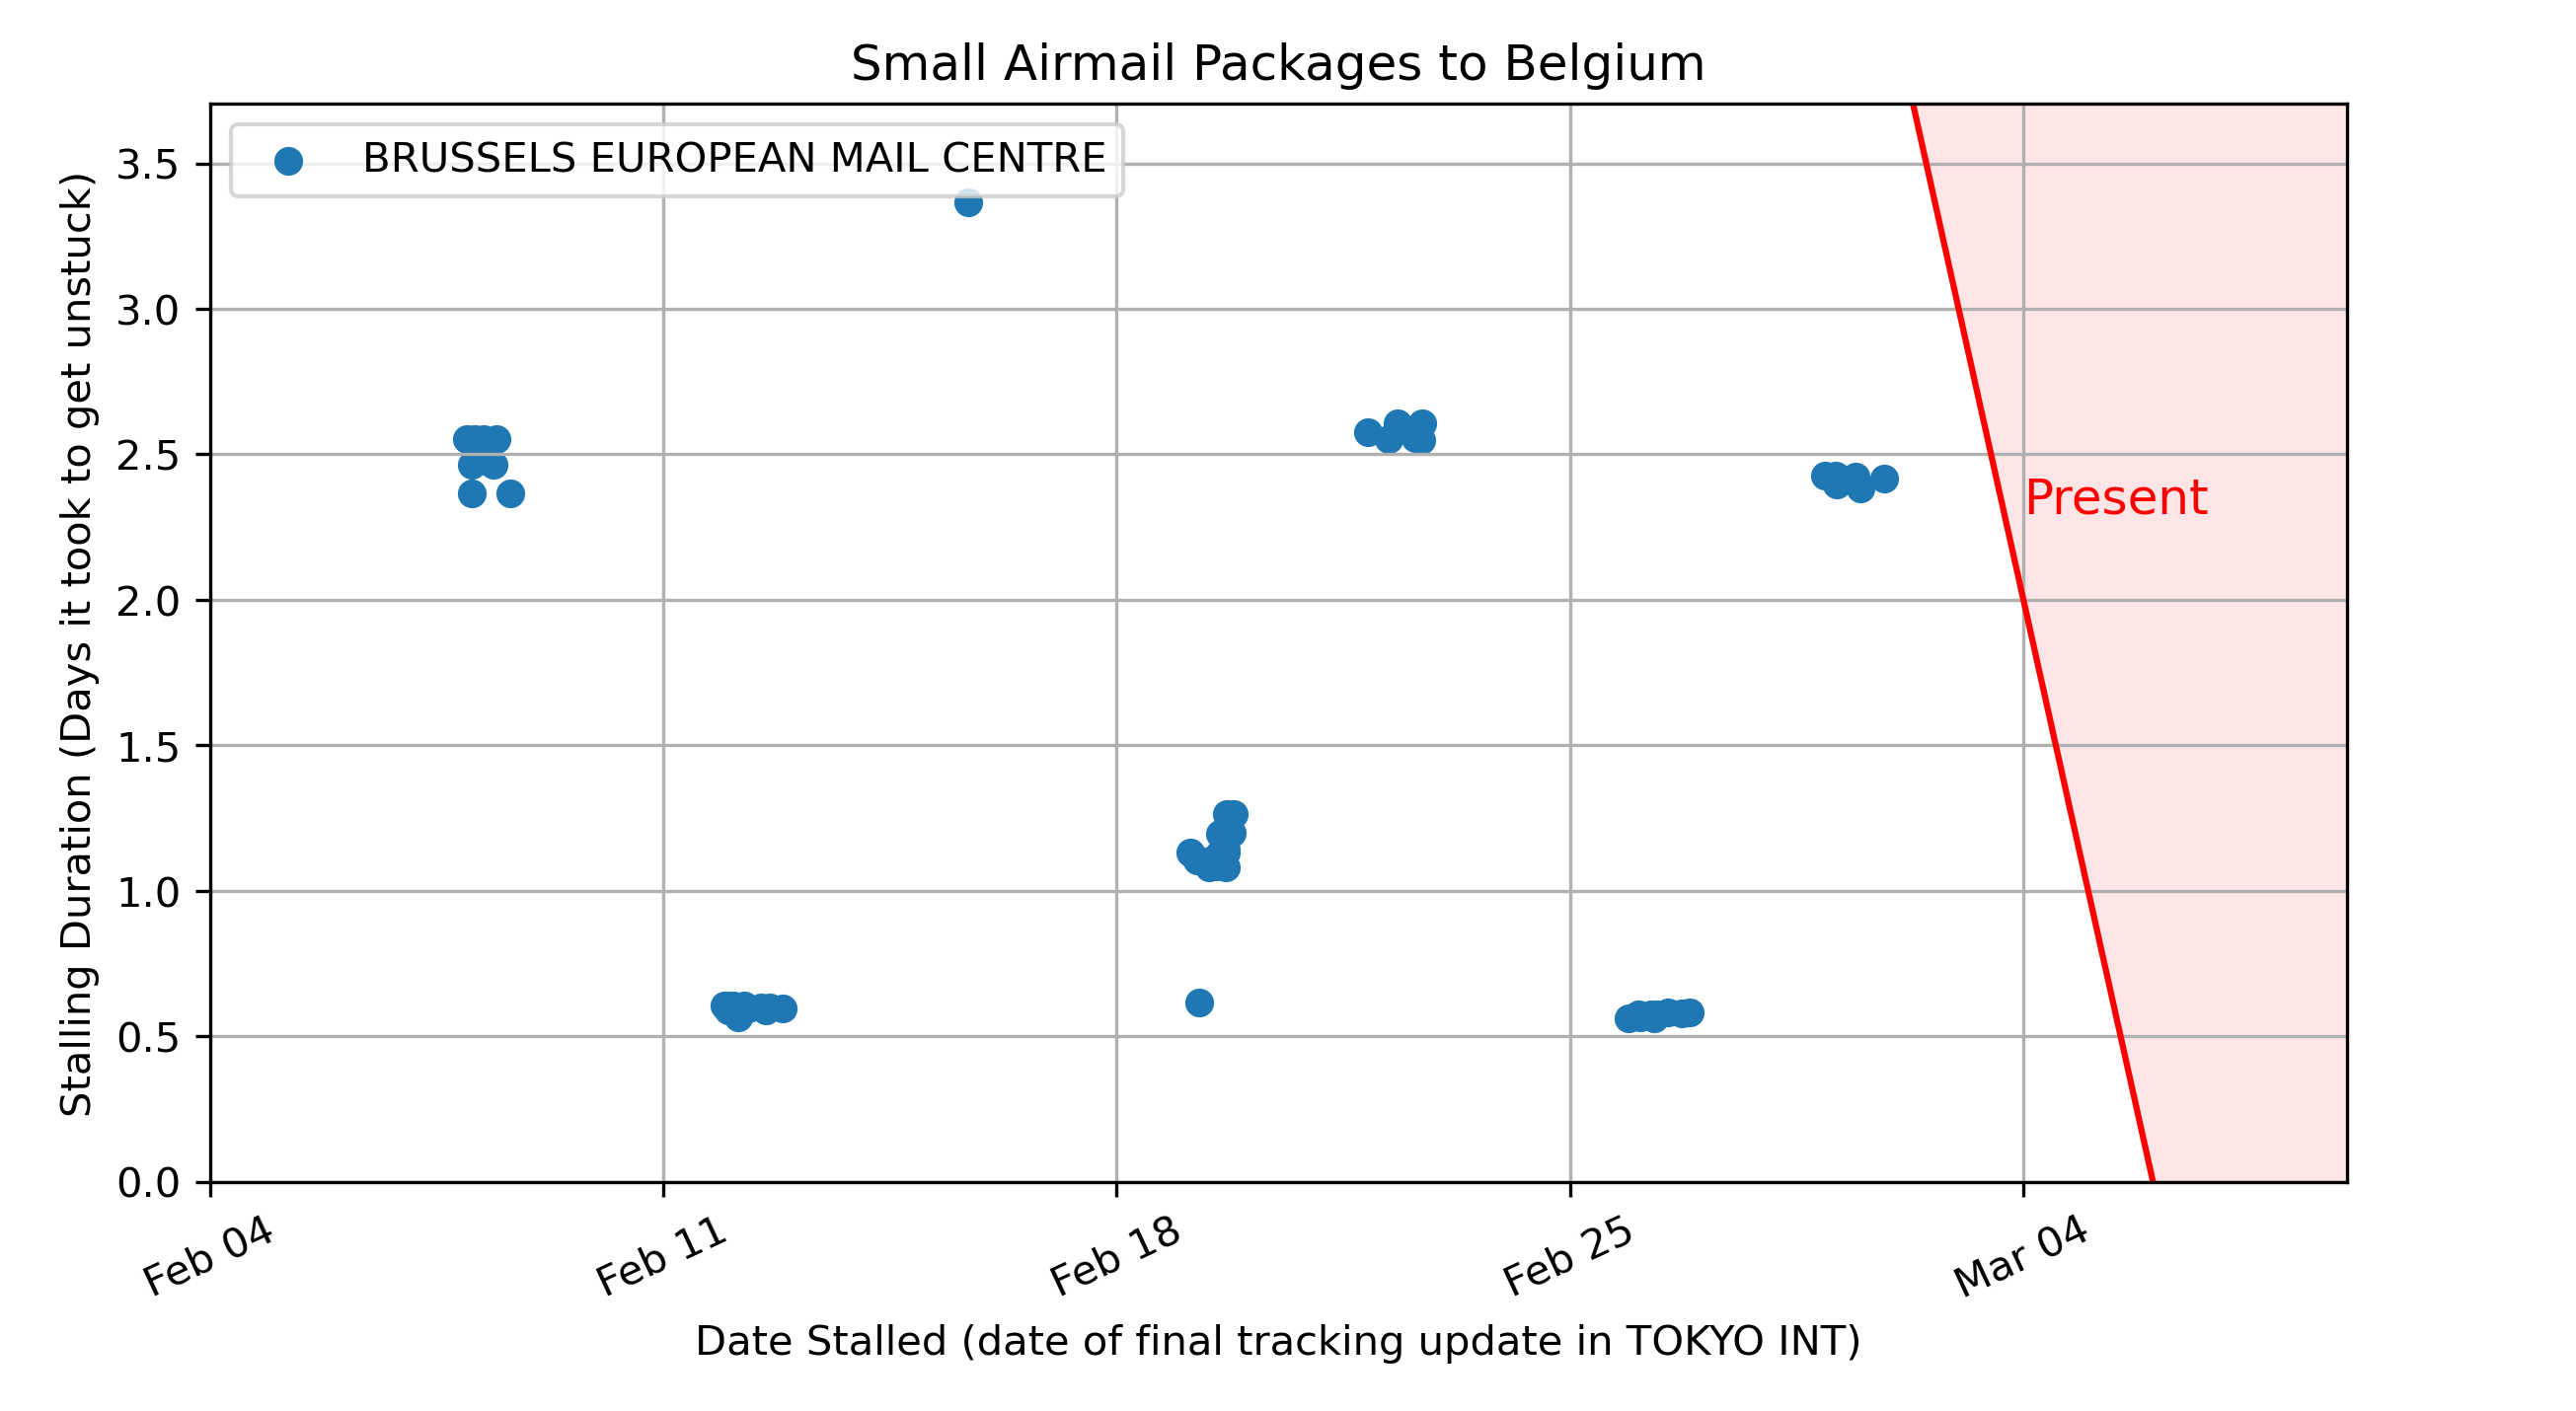 Small Airmail Packages to Belgium
BRUSSELS EUROPEAN MAIL CENTRE
Stalling Duration (Days it took to get unstuck)
3.5
3.0
2.5
2.0
1.5
1.0
0.5
0.0
Present
Feb 04
Feb 11
Feb 18
Feb 25
Mar 04
Date Stalled (date of final tracking update in TOKYO INT)